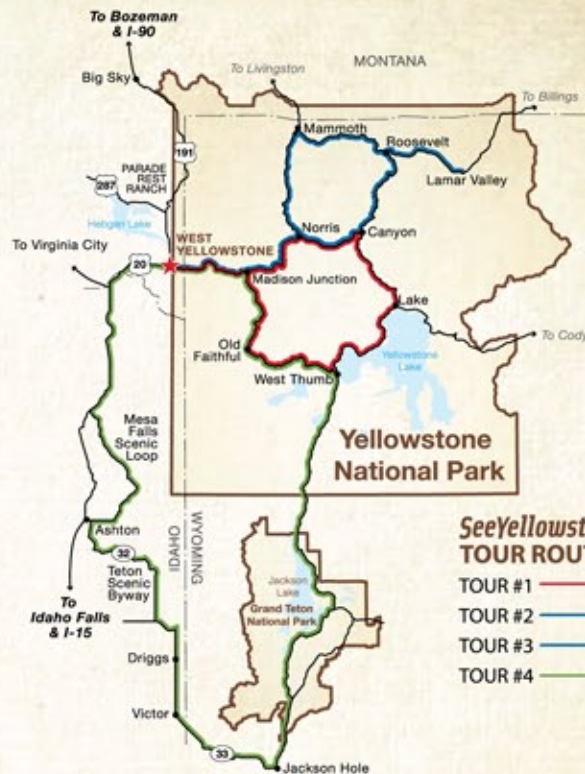 To Bozeman
& I-90
Big Sky
To Livingston
MONTANA
To Billings
Mammoth
Roosevelt
Lamar Valley
191
PARADE
REST
RANCH
287
Hebgen Lake
To Virginia City
20
WEST
YELLOWSTONE
Norris
Canyon
Madison Junction
Lake
To Cody
Old
Faithful
West Thumb
Yellowstone
Lake
Yellowstone
National Park
Mesa
Falls
Scenic
Loop
Ashton
32
Teton
Scenic
Byway
IDAHO
WYOMING
To
Idaho Falls
& I-15
Driggs
Victor
33
Jackson Hole
Jackson
Lake
Grand Teton
National Park
SeeYellowst
TOUR ROUT
TOUR #1
TOUR #2
TOUR #3
TOUR #4